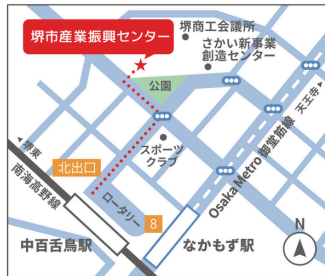 堺市産業振興センター
堺商工会議所
さかい新事業
創造センター
公園
天王寺
スポーツ
クラブ
Osaka Metro 御堂筋線
北出口
堺東
南海高野線
ロータリー
8
中百舌鳥駅
なかもず駅
N